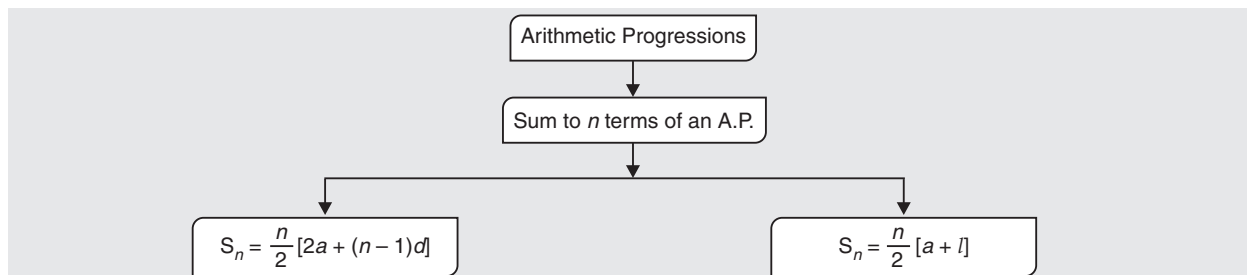 Arithmetic Progressions
Sum to n terms of an A.P.
Sₙ = n/2 [2a + (n – 1)d]
Sₙ = n/2 [a + l]